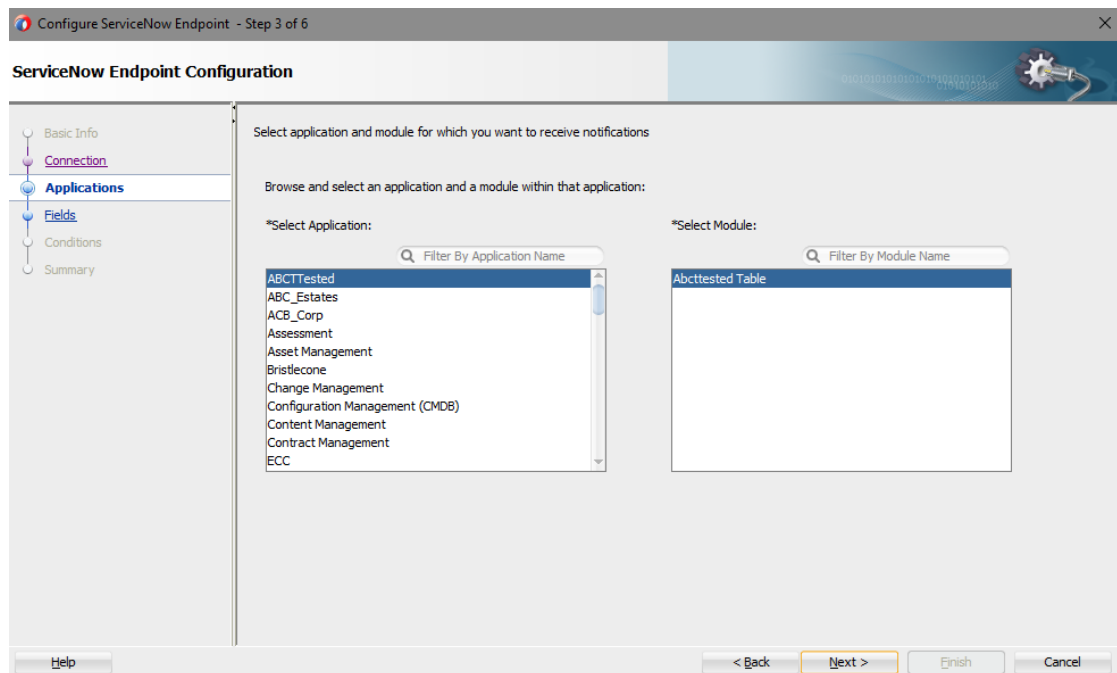 Configure ServiceNow Endpoint - Step 3 of 6
ServiceNow Endpoint Configuration
010101010101010101010101
01010101010
Basic Info
Connection
Applications
Fields
Conditions
Summary
Select application and module for which you want to receive notifications
Browse and select an application and a module within that application:
*Select Application:
Filter By Application Name
ABCTTested
ABC_Estates
ACB_Corp
Assessment
Asset Management
Bristlecone
Change Management
Configuration Management (CMDB)
Content Management
Contract Management
ECC
*Select Module:
Filter By Module Name
Abcttested Table
Help
< Back
Next >
Finish
Cancel